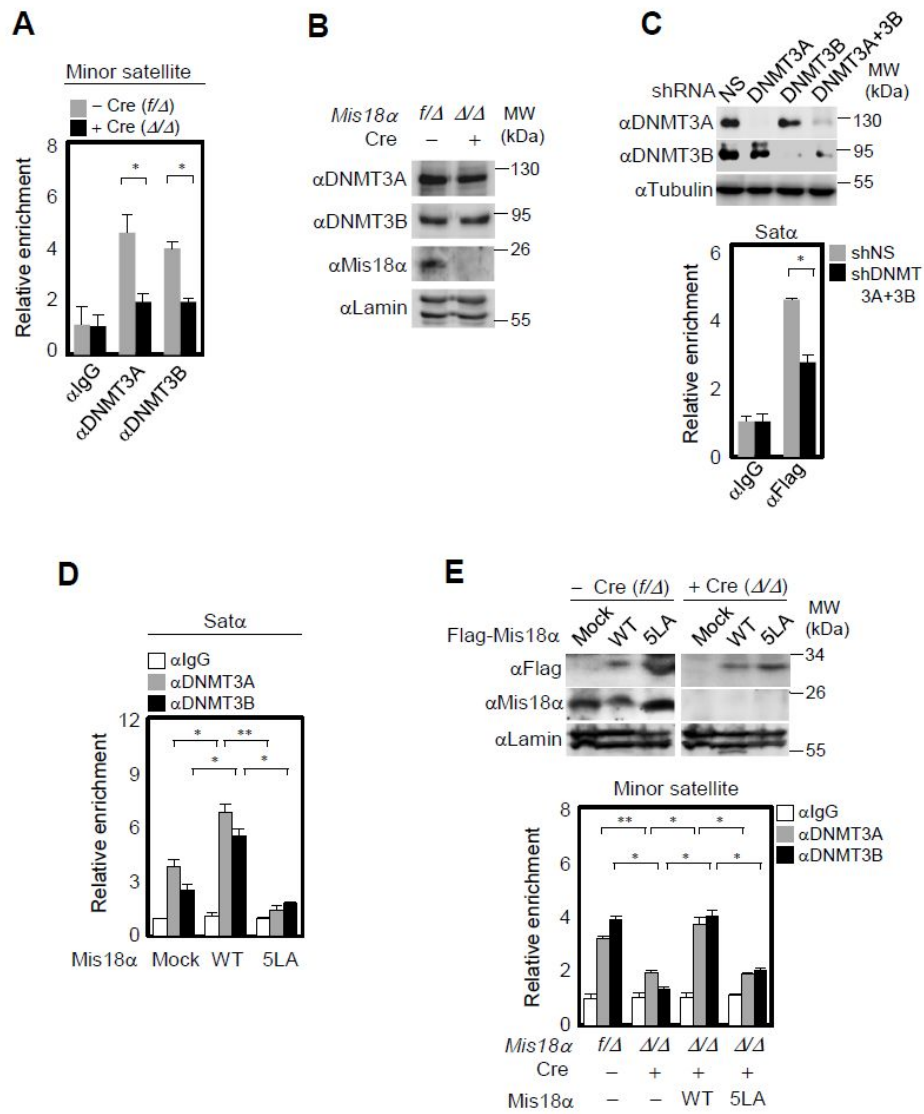 A
Minor satellite
– Cre (f/Δ)
+ Cre (Δ/Δ)
8
6
4
2
0
Relative enrichment
* *
αIgG
αDNMT3A
αDNMT3B
B
Mis18α f/Δ Δ/Δ MW
Cre – + (kDa)
αDNMT3A 130
αDNMT3B 95
αMis18α 26
αLamin 55
C
shRNA NS DNMT3A DNMT3B DNMT3A+3B MW
(kDa)
αDNMT3A 130
αDNMT3B 95
αTubulin 55
Satα
shNS
shDNMT
3A+3B
6
4
2
0
Relative enrichment
*
αIgG
αFlag
D
Satα
αIgG
αDNMT3A
αDNMT3B
12
9
6
3
0
Relative enrichment
* **
* *
Mis18α Mock WT 5LA
E
– Cre (f/Δ) + Cre (Δ/Δ)
MW
(kDa)
Flag-Mis18α Mock WT 5LA Mock WT 5LA
αFlag 34
αMis18α 26
αLamin 55
Minor satellite
αIgG
αDNMT3A
αDNMT3B
8
6
4
2
0
Relative enrichment
** * *
* * *
Mis18α f/Δ Δ/Δ Δ/Δ Δ/Δ
Cre – + + +
Mis18α – – WT 5LA